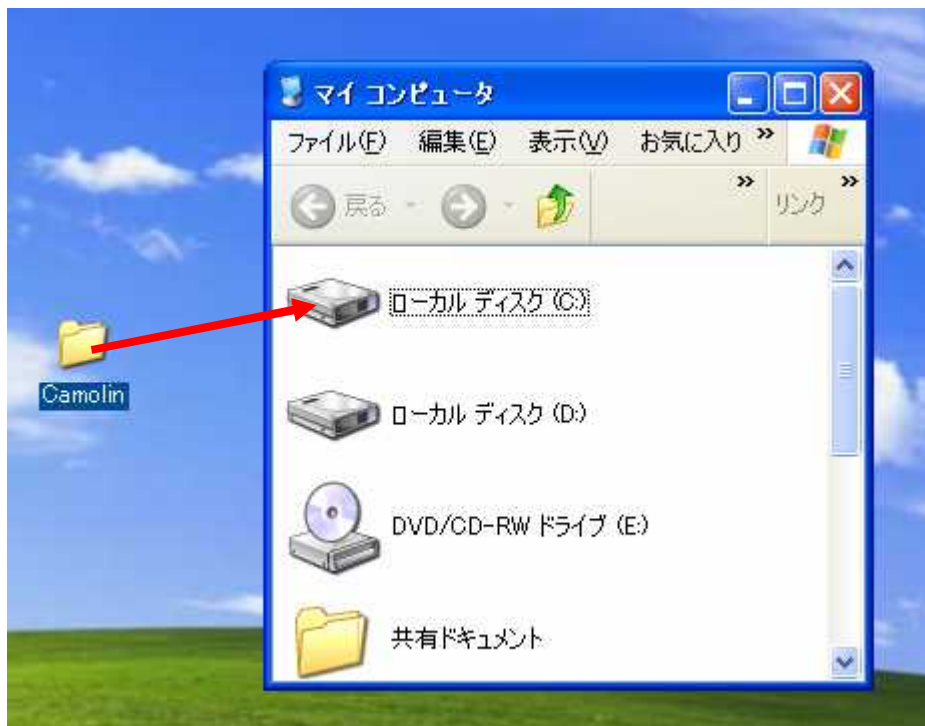 マイ コンピュータ
ファイル(F) 編集(E) 表示(V) お気に入り »
戻る » リンク »
ローカル ディスク (C:)
Camolin
ローカル ディスク (D:)
DVD/CD-RW ドライブ (E:)
共有ドキュメント